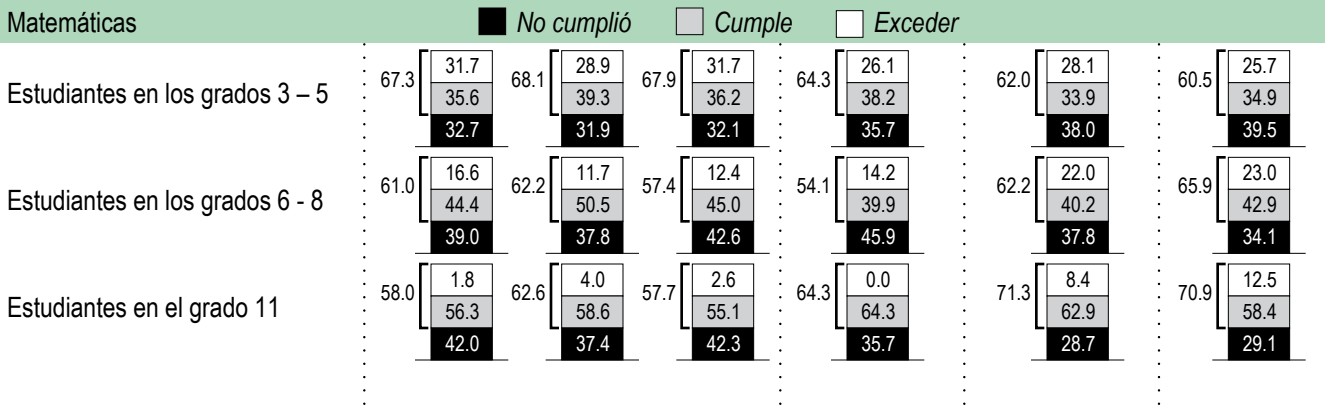 Matemáticas No cumplió Cumple Exceder
67.3 31.7 68.1 28.9 67.9 31.7 64.3 26.1 62.0 28.1 60.5 25.7
Estudiantes en los grados 3 – 5 35.6 39.3 36.2 38.2 33.9 34.9
32.7 31.9 32.1 35.7 38.0 39.5
61.0 16.6 62.2 11.7 57.4 12.4 54.1 14.2 62.2 22.0 65.9 23.0
Estudiantes en los grados 6 - 8 44.4 50.5 45.0 39.9 40.2 42.9
39.0 37.8 42.6 45.9 37.8 34.1
58.0 1.8 62.6 4.0 57.7 2.6 64.3 0.0 71.3 8.4 70.9 12.5
Estudiantes en el grado 11 56.3 58.6 55.1 64.3 62.9 58.4
42.0 37.4 42.3 35.7 28.7 29.1